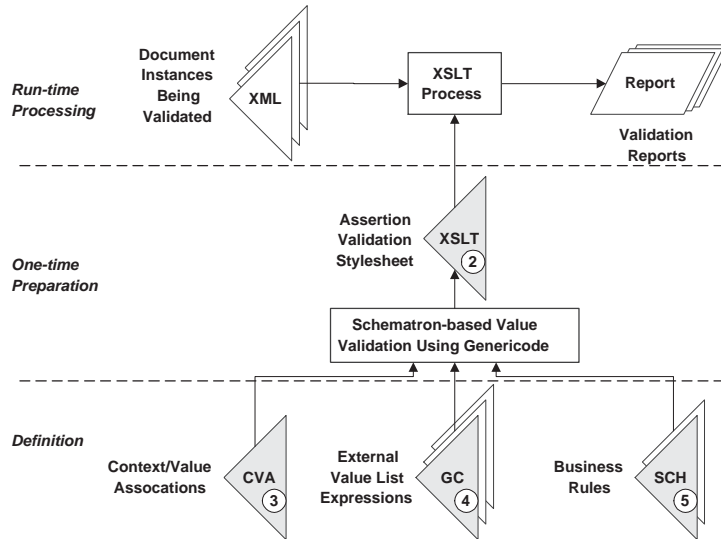 Run-time
Processing
Document
Instances
Being
Validated
XML
XSLT
Process
Report
Validation
Reports
One-time
Preparation
Assertion
Validation
Stylesheet
XSLT
2
Schematron-based Value
Validation Using Genericode
Definition
Context/Value
Assocations
CVA
3
External
Value List
Expressions
GC
4
Business
Rules
SCH
5